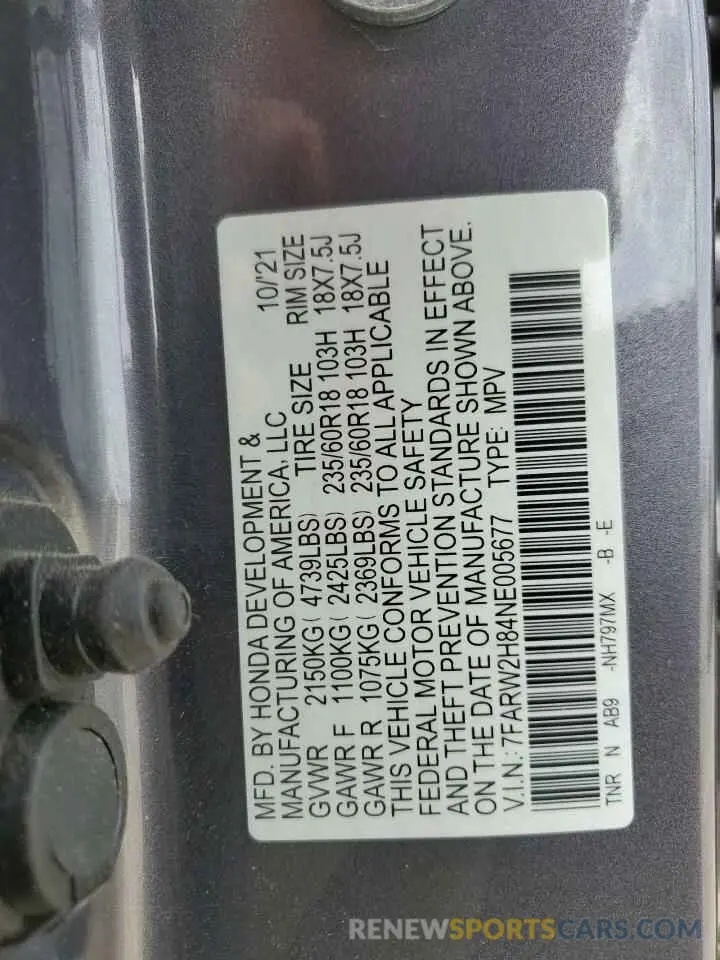 MFD. BY HONDA DEVELOPMENT &
MANUFACTURING OF AMERICA, LLC 10/'21
GVWR 2150KG( 4739LBS) TIRE SIZE RIM SIZE
GAWR F 1100KG( 2425LBS) 235/60R18 103H 18X7.5J
GAWR R 1075KG( 2369LBS) 235/60R18 103H 18X7.5J
THIS VEHICLE CONFORMS TO ALL APPLICABLE
FEDERAL MOTOR VEHICLE SAFETY
AND THEFT PREVENTION STANDARDS IN EFFECT
ON THE DATE OF MANUFACTURE SHOWN ABOVE.
V.I.N.: 7FARW2H84NE005677 TYPE: MPV
TNR N AB9 -NH797MX -B -E
RENEWSPORTSCARS.COM